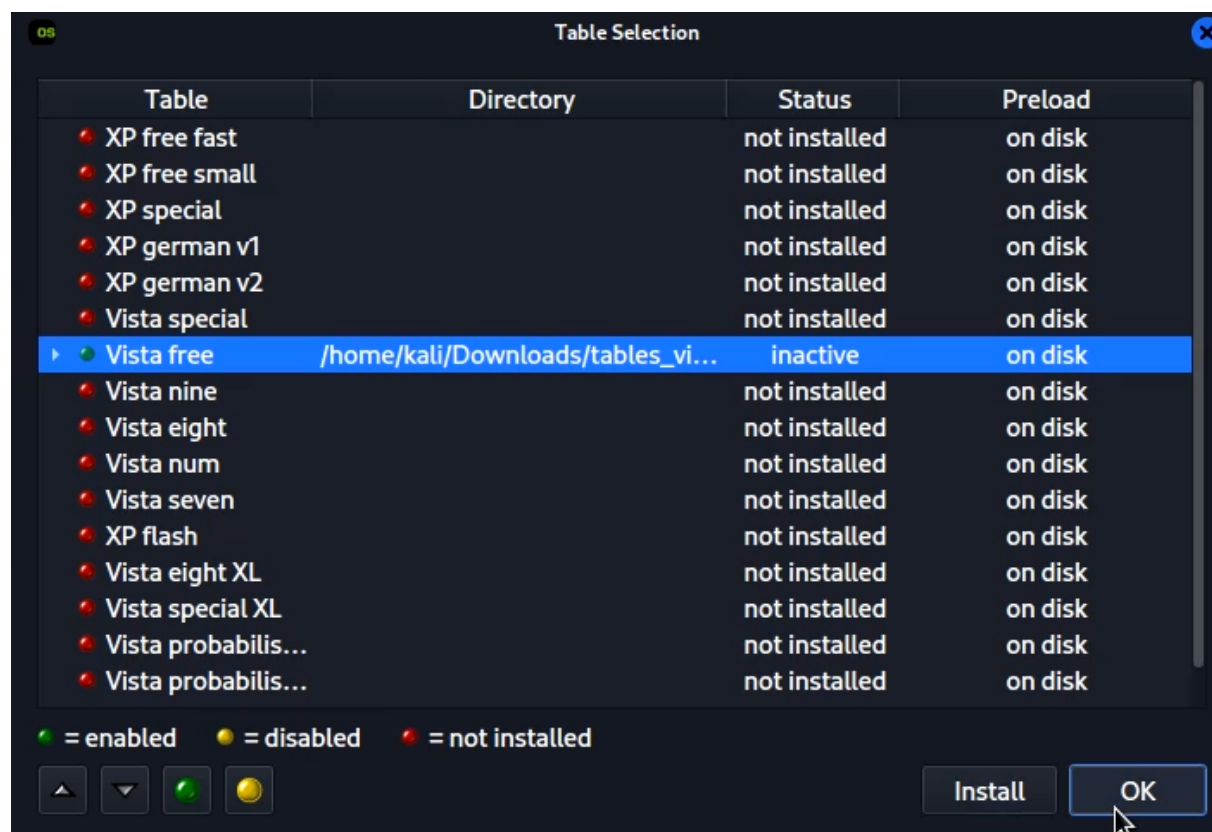 OS Table Selection
Table Directory Status Preload
XP free fast not installed on disk
XP free small not installed on disk
XP special not installed on disk
XP german v1 not installed on disk
XP german v2 not installed on disk
Vista special not installed on disk
Vista free /home/kali/Downloads/tables_vi... inactive on disk
Vista nine not installed on disk
Vista eight not installed on disk
Vista num not installed on disk
Vista seven not installed on disk
XP flash not installed on disk
Vista eight XL not installed on disk
Vista special XL not installed on disk
Vista probabilis... not installed on disk
Vista probabilis... not installed on disk
= enabled = disabled = not installed
Install OK